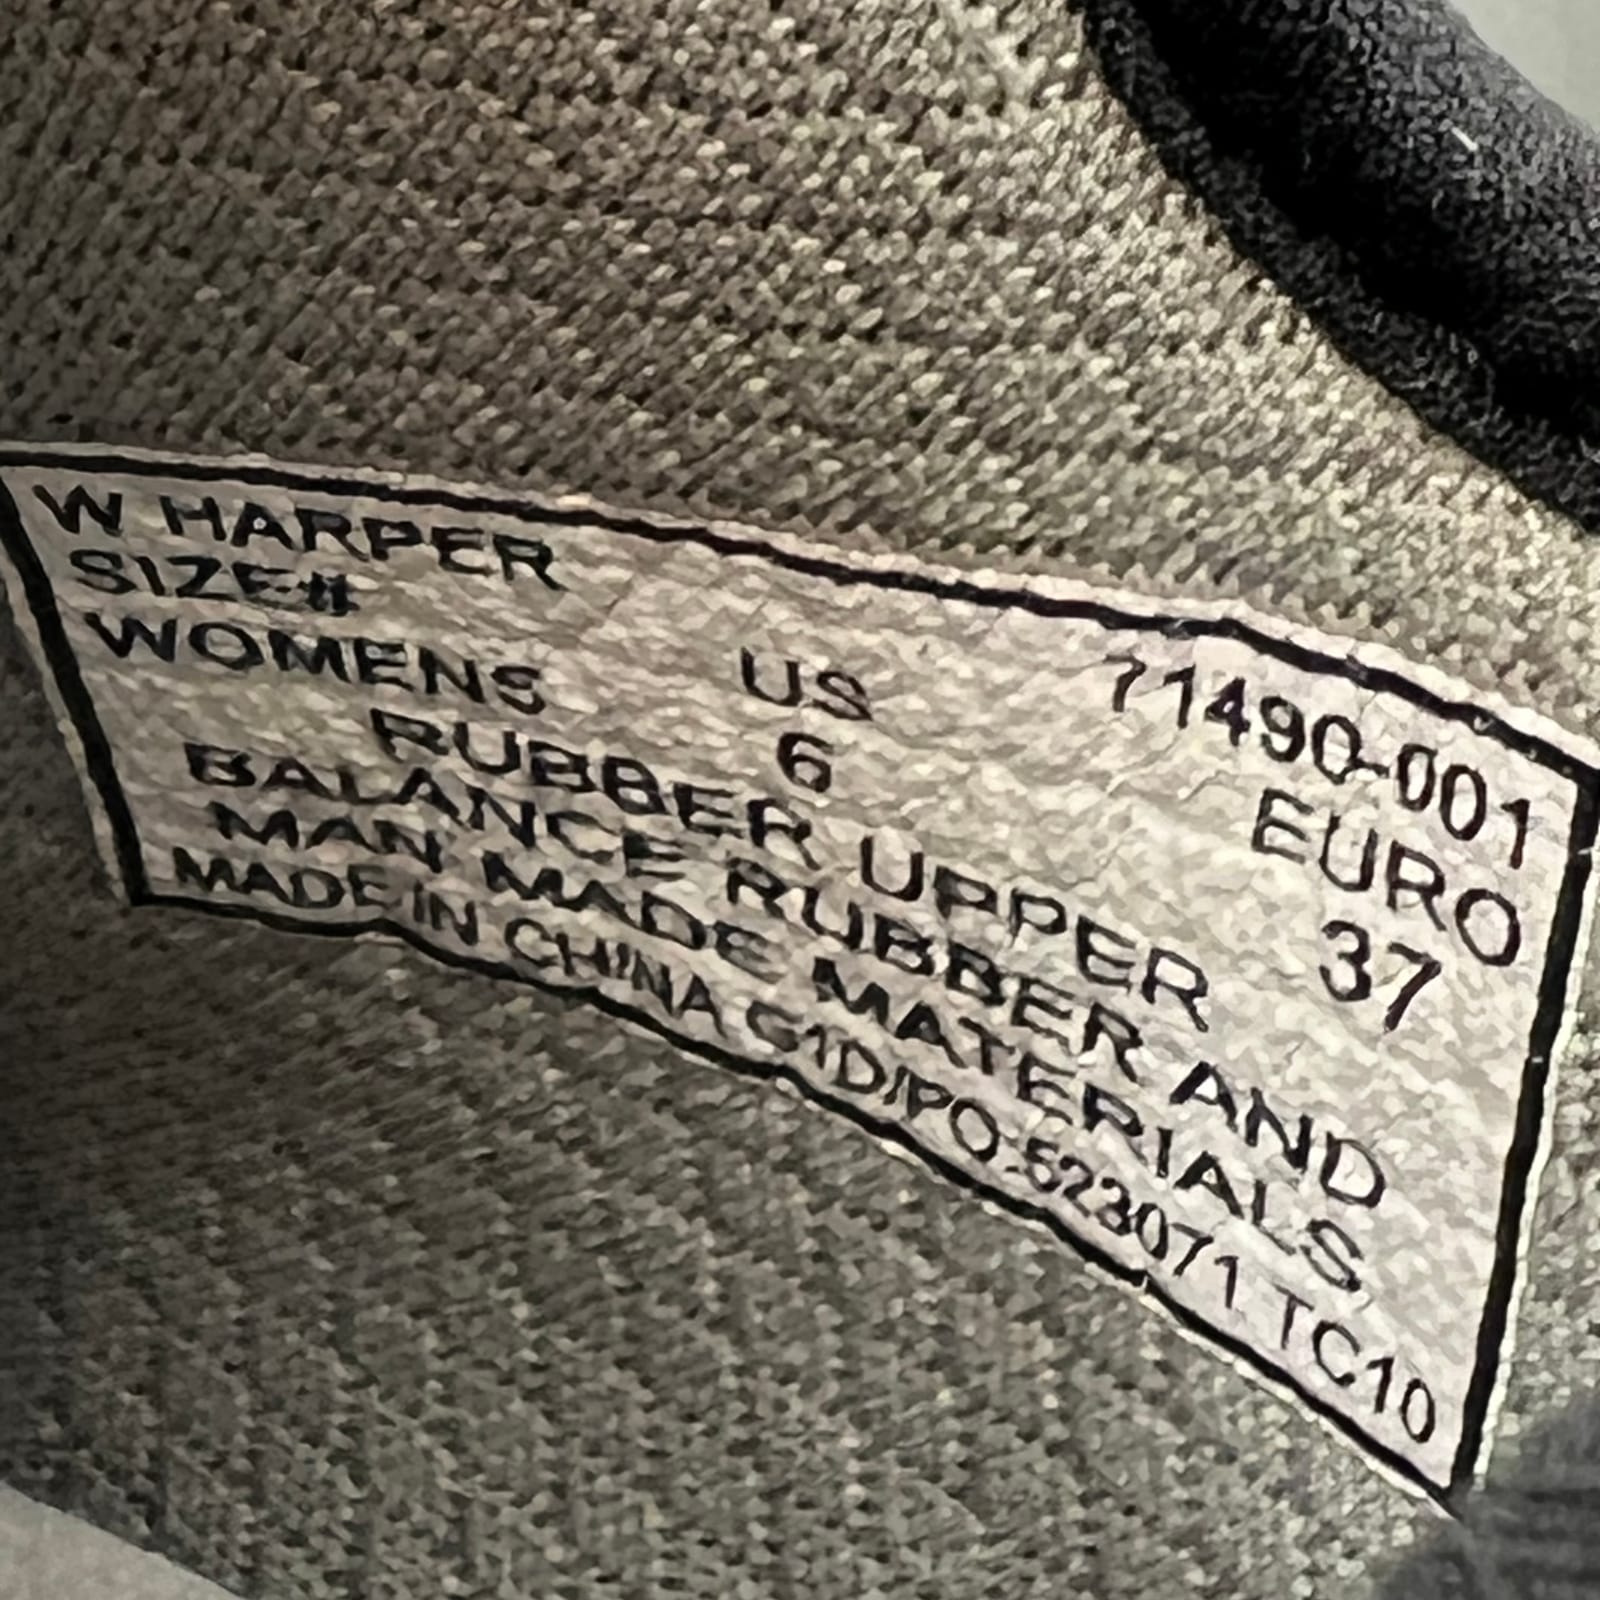 W HARPER 71490-001
SIZE# US EURO
WOMENS 6 37
RUBBER UPPER
BALANCE RUBBER AND
MAN MADE MATERIALS
MADE IN CHINA C1D/PO:523071 TC10